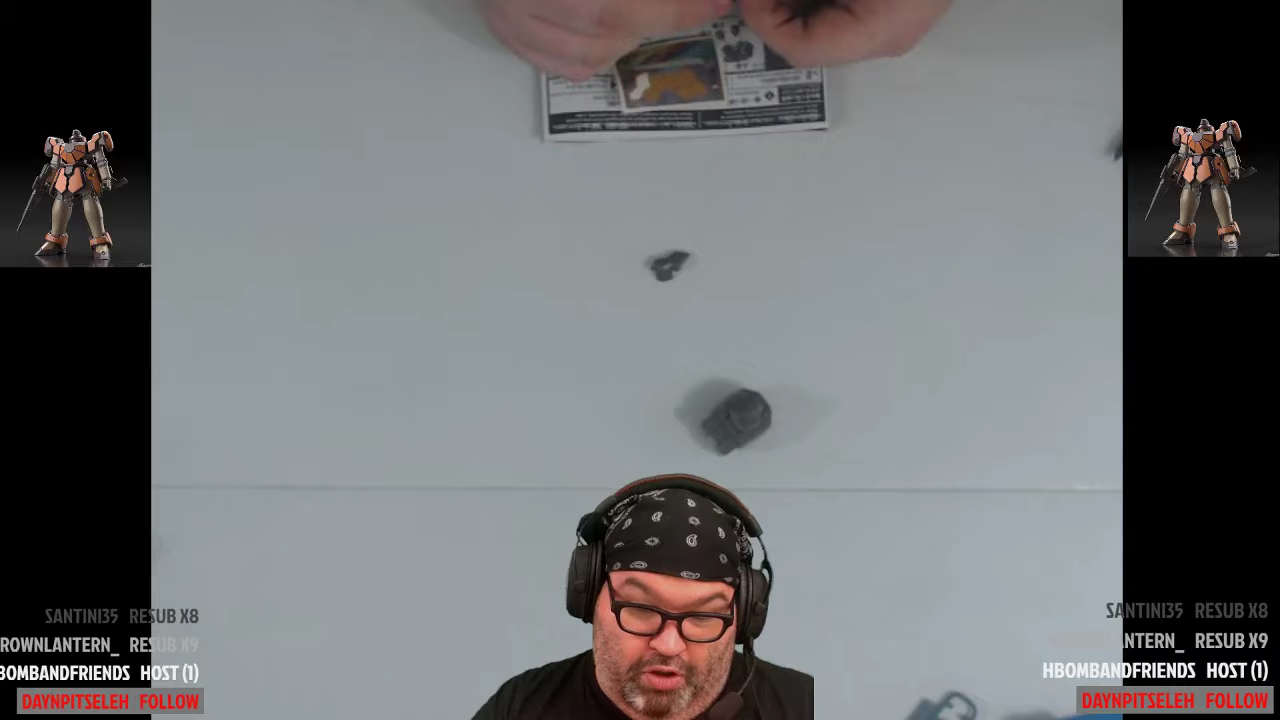 SANTINI35 RESUB X8
ROWNLANTERN_ RESUB X9
BOMBANDFRIENDS HOST (1)
DAYNPITSELEH FOLLOW
SANTINI35 RESUB X8
ANTERN_ RESUB X9
HBOMBANDFRIENDS HOST (1)
DAYNPITSELEH FOLLOW